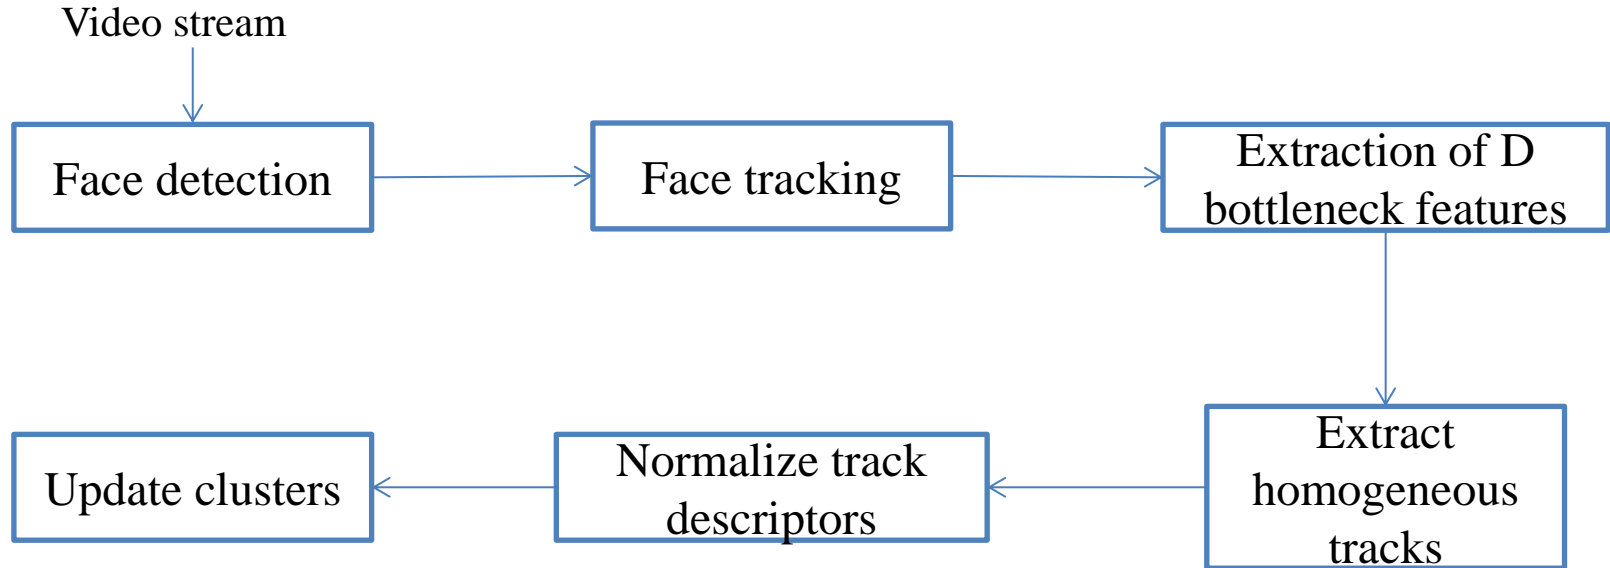 Video stream
Face detection
Face tracking
Extraction of D
bottleneck features
Extract
homogeneous
tracks
Normalize track
descriptors
Update clusters